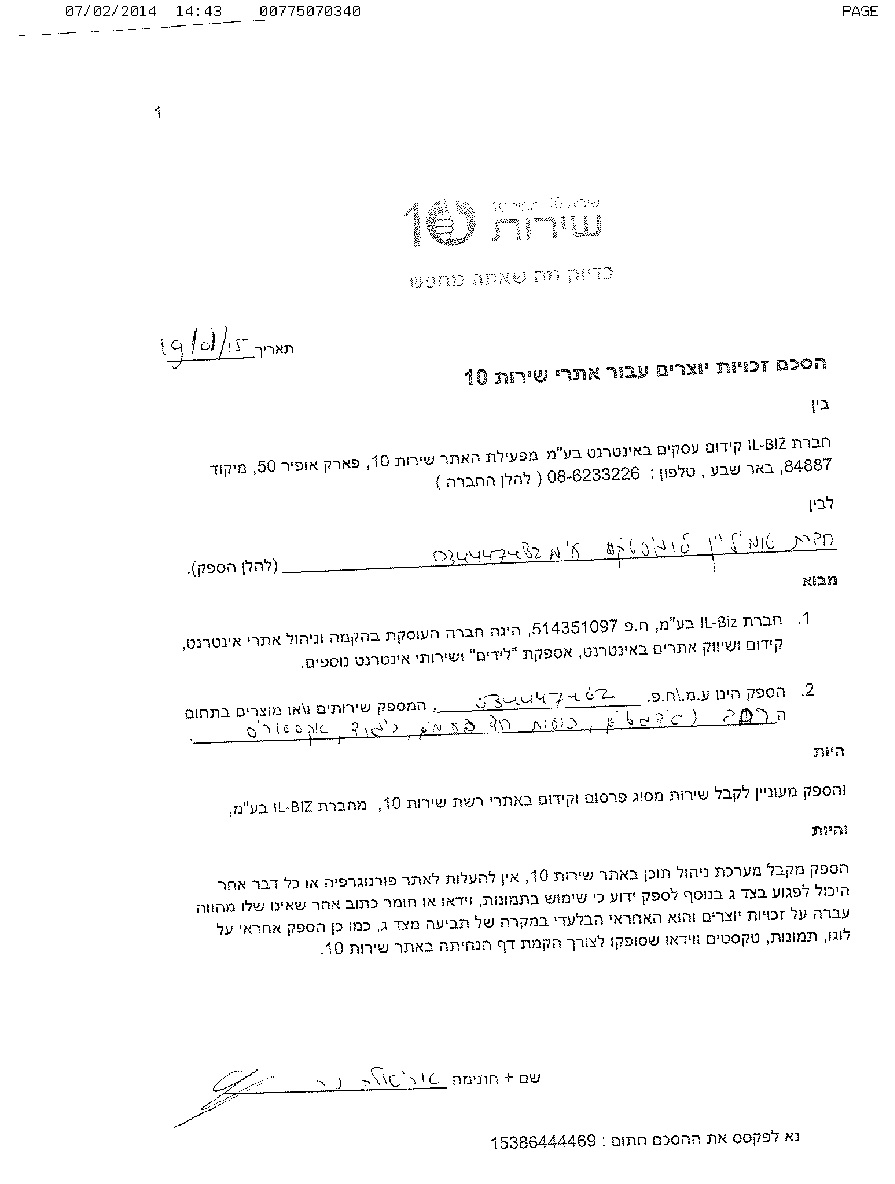 07/02/2014 14:43 00775070340 PAGE
1
10 שירות
בדיוק מה שאתה מחפש
תאריך 19/01/15
הסכם זכויות יוצרים עבור אתרי שירות 10
בין
חברת IL-BIZ קידום עסקים באינטרנט בע"מ מפעילת האתר שירות 10, פארק אופיר 50, מיקוד
84887, באר שבע , טלפון : 08-6233226 ( להלן החברה )
לבין
חברת 034447482 (להלן הספק).
מבוא
1. חברת IL-Biz בע"מ, ח.פ 514351097, הינה חברה העוסקת בהקמה וניהול אתרי אינטרנט,
קידום ושיווק אתרים באינטרנט, אספקת "לידים" ושירותי אינטרנט נוספים.
2. הספק הינו ע.מ.\ח.פ. 034447482, המספק שירותים ו\או מוצרים בתחום
היות
והספק מעוניין לקבל שירות מסוג פרסום וקידום באתרי רשת שירות 10, מחברת IL-BIZ בע"מ,
והיות
הספק מקבל מערכת ניהול תוכן באתר שירות 10, אין להעלות לאתר פורנוגרפיה או כל דבר אחר
היכול לפגוע בצד ג בנוסף לספק ידוע כי שימוש בתמונות, וידאו או חומר כתוב אחר שאינו שלו מהווה
עברה על זכויות יוצרים והוא האחראי הבלעדי במקרה של תביעה מצד ג, כמו כן הספק אחראי על
לוגו, תמונות, טקסטים ווידאו שסופקו לצורך הקמת דף הנחיתה באתר שירות 10.
שם + חותימה
נא לפקסס את ההסכם חתום : 15386444469